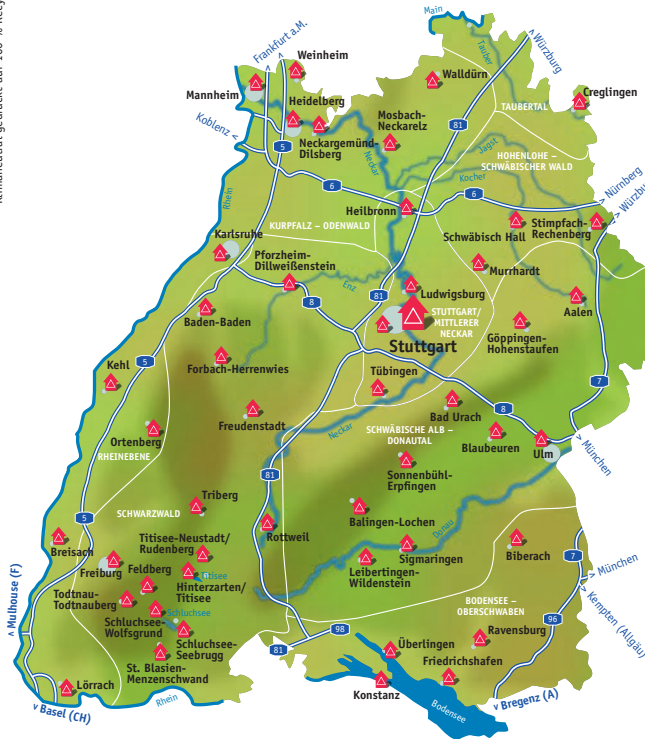 Main
Frankfurt a.M.
Weinheim
Tauber
Würzburg
Walldürn
Creglingen
Mannheim
Heidelberg
TAUBERTAL
Mosbach-
Neckarelz
Koblenz
81
5
Neckargemünd-
Dilsberg
Neckar
Jagst
HOHENLOHE –
SCHWÄBISCHER WALD
Kocher
6
6
Nürnberg
Rhein
Heilbronn
Karlsruhe
KURPFALZ – ODENWALD
Schwäbisch Hall
Stimpfach-
Rechenberg
Pforzheim-
Dillweißenstein
Murrhardt
Enz
81
Ludwigsburg
8
Aalen
Baden-Baden
STUTTGART/
MITTLERER
NECKAR
Göppingen-
Hohenstaufen
Stuttgart
5
Forbach-Herrenwies
Kehl
Tübingen
7
8
Freudenstadt
Bad Urach
Ortenberg
Neckar
SCHWÄBISCHE ALB –
DONAUTAL
Blaubeuren
Ulm
München
RHEINEBENE
Sonnenbühl-
Erpfingen
81
Triberg
SCHWARZWALD
5
Balingen-Lochen
Rottweil
Donau
Breisach
Titisee-Neustadt/
Rudenberg
Sigmaringen
Biberach
7
Freiburg
Feldberg
Titisee
Leibertingen-
Wildenstein
München
Hinterzarten/
Titisee
Todtnau-
Todtnauberg
Schluchsee
BODENSEE –
OBERSCHWABEN
Kempten (Allgäu)
Mulhouse (F)
Schluchsee-
Wolfsgrund
98
96
Ravensburg
Schluchsee-
Seebrugg
81
Überlingen
St. Blasien-
Menzenschwand
Friedrichshafen
Lörrach
Konstanz
Rhein
Basel (CH)
Bodensee
Bregenz (A)